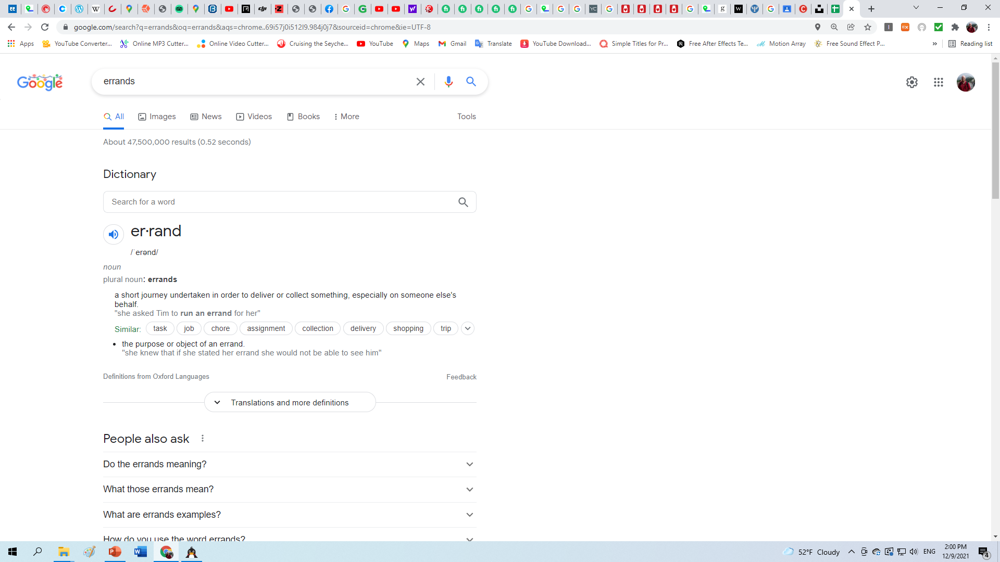 google.com/search?q=errands&oq=errands&aqs=chrome..69i57j0i512l9.984j0j7&sourceid=chrome&ie=UTF-8
Apps YouTube Converter... Online MP3 Cutter... Online Video Cutter... Cruising the Seyche... YouTube Maps Gmail Translate YouTube Download... Simple Titles for Pr... Free After Effects Te... Motion Array Free Sound Effect P... » Reading list
Google errands
All Images News Videos Books More Tools
About 47,500,000 results (0.52 seconds)
Dictionary
Search for a word
er·rand
/ˈerənd/
noun
plural noun: errands
a short journey undertaken in order to deliver or collect something, especially on someone else's
behalf.
"she asked Tim to run an errand for her"
Similar: task job chore assignment collection delivery shopping trip
• the purpose or object of an errand.
"she knew that if she stated her errand she would not be able to see him"
Definitions from Oxford Languages Feedback
Translations and more definitions
People also ask
Do the errands meaning?
What those errands mean?
What are errands examples?
How do you use the word errands?
52°F Cloudy ENG 2:00 PM
12/9/2021 4